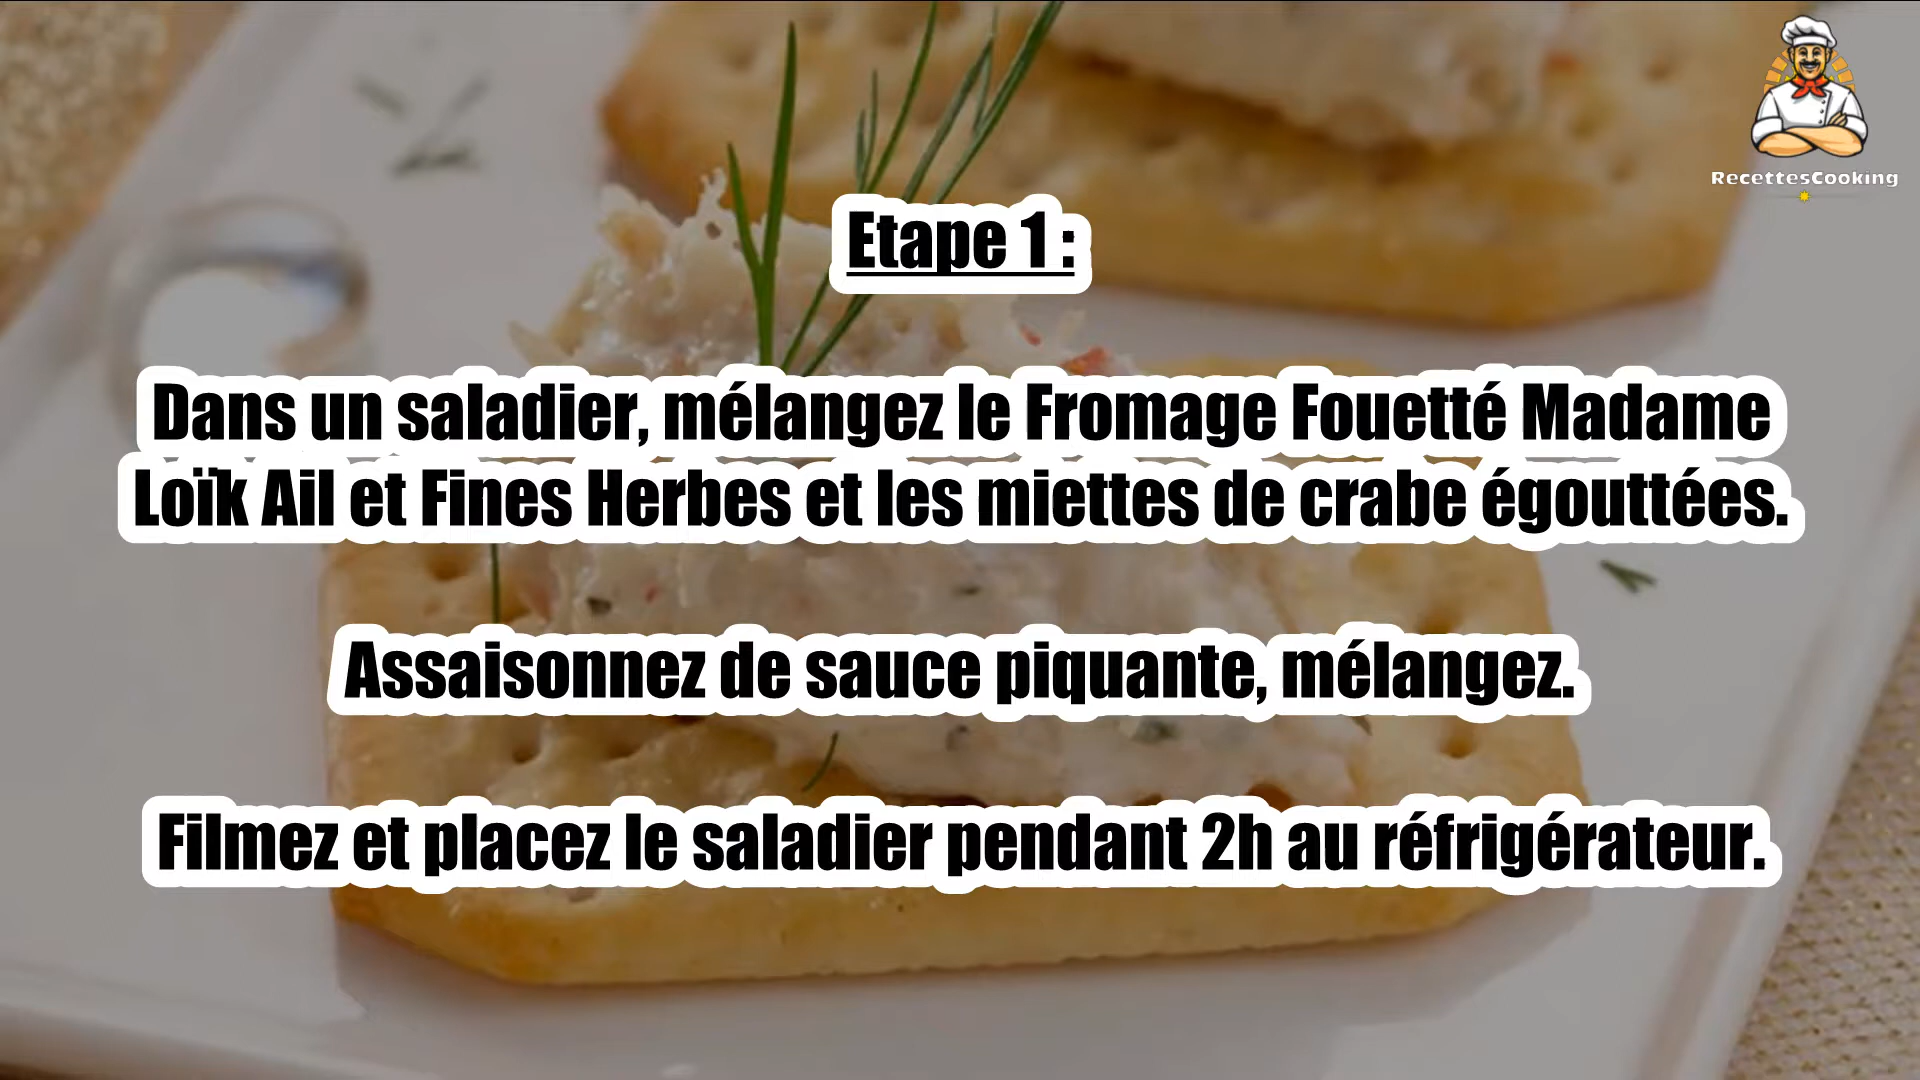 RecettesCooking
Etape 1 :
Dans un saladier, mélangez le Fromage Fouetté Madame
Loïk Ail et Fines Herbes et les miettes de crabe égouttées.
Assaisonnez de sauce piquante, mélangez.
Filmez et placez le saladier pendant 2h au réfrigérateur.